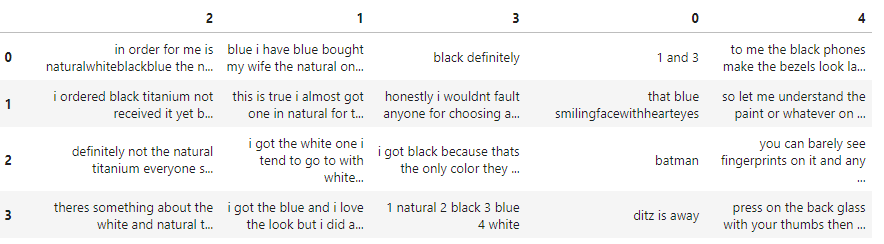 2 1 3 0 4
0 in order for me is naturalwhiteblackblue the n... blue i have blue bought my wife the natural on... black definitely 1 and 3 to me the black phones make the bezels look la...
1 i ordered black titanium not received it yet b... this is true i almost got one in natural for t... honestly i wouldnt fault anyone for choosing a... that blue smilingfacewithhearteyes so let me understand the paint or whatever on ...
2 definitely not the natural titanium everyone s... i got the white one i tend to go to with white... i got black because thats the only color they ... batman you can barely see fingerprints on it and any ...
3 theres something about the white and natural t... i got the blue and i love the look but i did a... 1 natural 2 black 3 blue 4 white ditz is away press on the back glass with your thumbs then ...